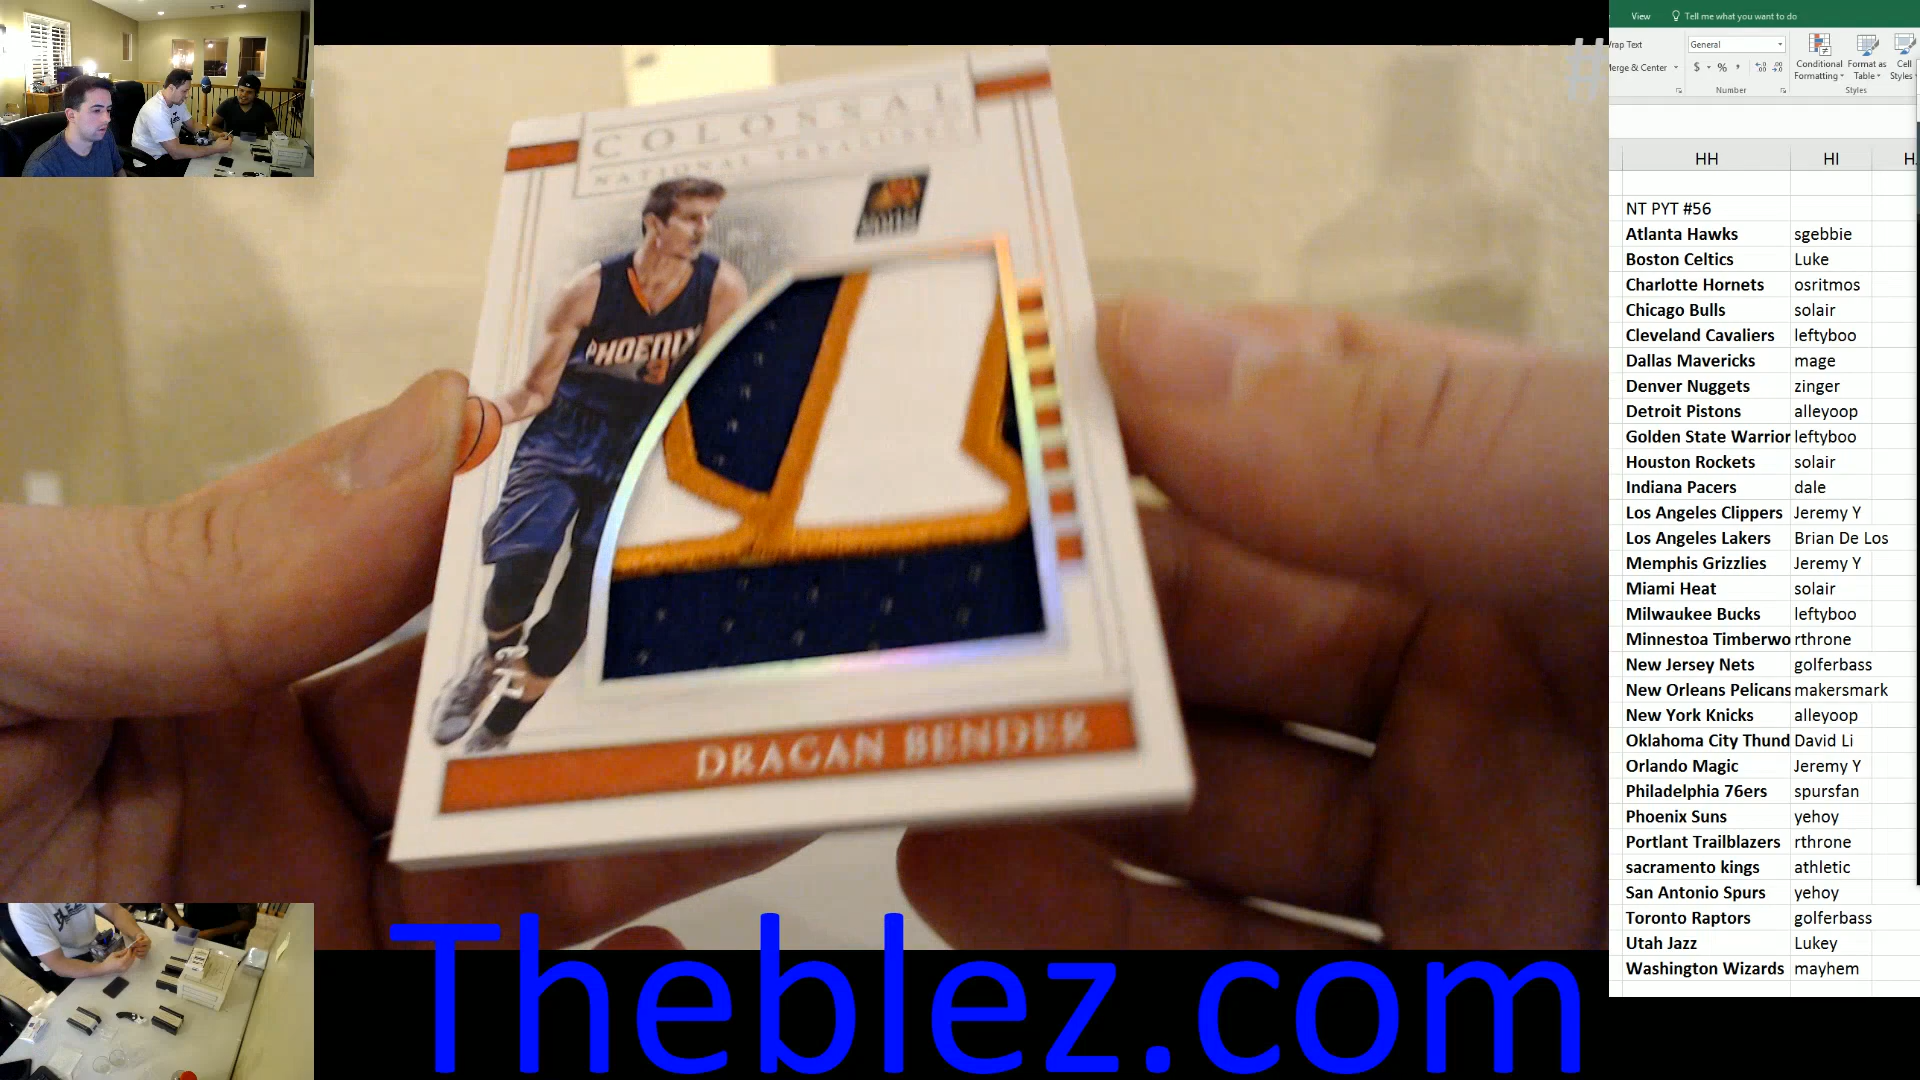 View
Tell me what you want to do
Wrap Text
General
Merge & Center
$ % ,
Conditional Formatting
Format as Table
Cell Styles
Number
Styles
HH HI
NT PYT #56
Atlanta Hawks sgebbie
Boston Celtics Luke
Charlotte Hornets osritmos
Chicago Bulls solair
Cleveland Cavaliers leftyboo
Dallas Mavericks mage
Denver Nuggets zinger
Detroit Pistons alleyoop
Golden State Warrior leftyboo
Houston Rockets solair
Indiana Pacers dale
Los Angeles Clippers Jeremy Y
Los Angeles Lakers Brian De Los
Memphis Grizzlies Jeremy Y
Miami Heat solair
Milwaukee Bucks leftyboo
Minnestoa Timberwo rthrone
New Jersey Nets golferbass
New Orleans Pelicans makersmark
New York Knicks alleyoop
Oklahoma City Thund David Li
Orlando Magic Jeremy Y
Philadelphia 76ers spursfan
Phoenix Suns yehoy
Portlant Trailblazers rthrone
sacramento kings athletic
San Antonio Spurs yehoy
Toronto Raptors golferbass
Utah Jazz Lukey
Washington Wizards mayhem
#
COLOSSAL
NATIONAL TREASURES
PHOENIX
DRAGAN BENDER
Theblez.com